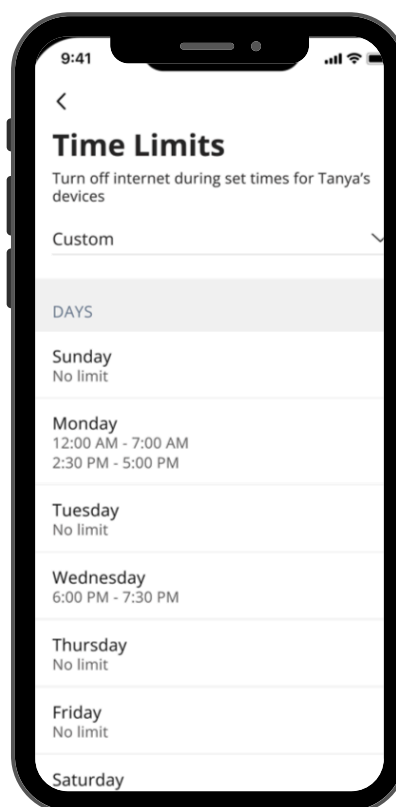 9:41
Time Limits
Turn off internet during set times for Tanya's
devices
Custom
DAYS
Sunday
No limit
Monday
12:00 AM - 7:00 AM
2:30 PM - 5:00 PM
Tuesday
No limit
Wednesday
6:00 PM - 7:30 PM
Thursday
No limit
Friday
No limit
Saturday